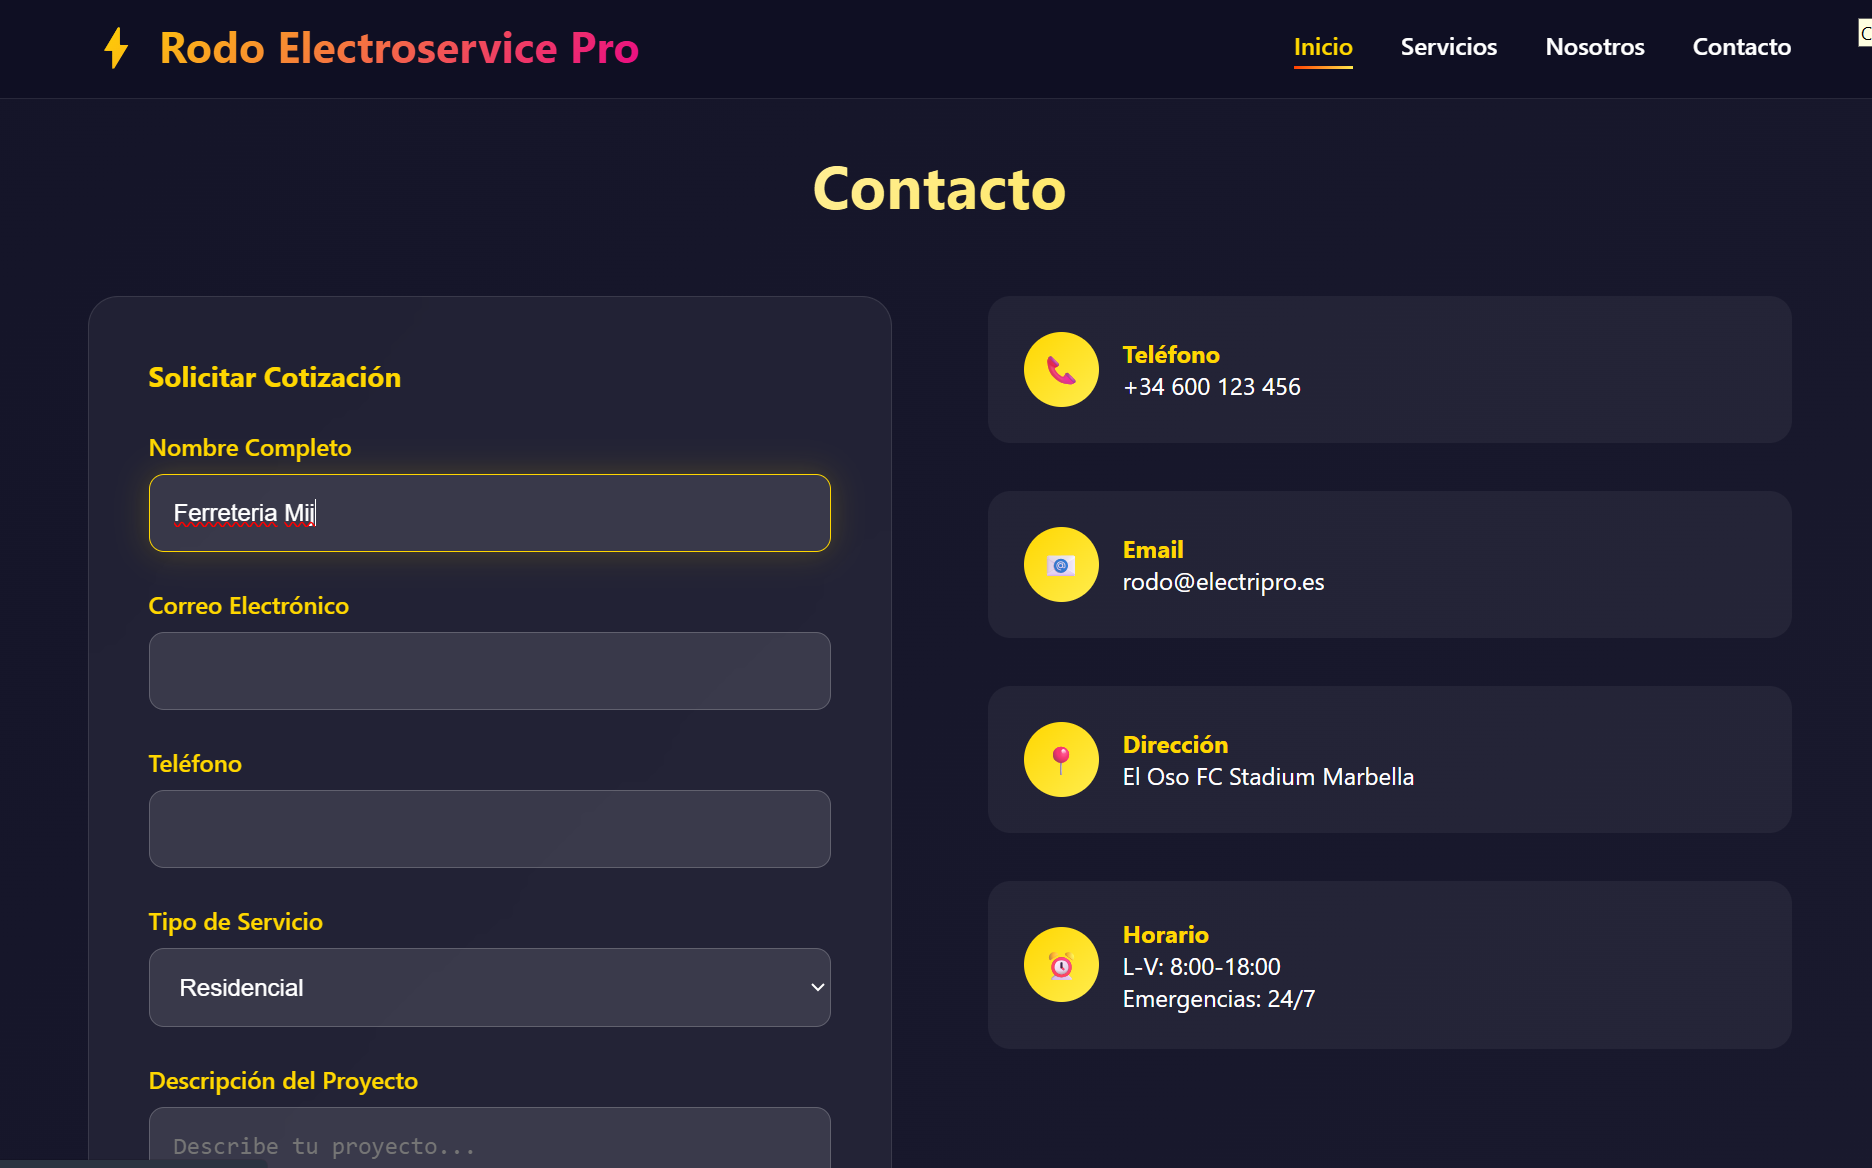 Rodo Electroservice Pro
Inicio
Servicios
Nosotros
Contacto
Contacto
Solicitar Cotización
Nombre Completo
Ferreteria Mij
Correo Electrónico
Teléfono
Tipo de Servicio
Residencial
Descripción del Proyecto
Describe tu proyecto...
Teléfono
+34 600 123 456
Email
rodo@electripro.es
Dirección
El Oso FC Stadium Marbella
Horario
L-V: 8:00-18:00
Emergencias: 24/7